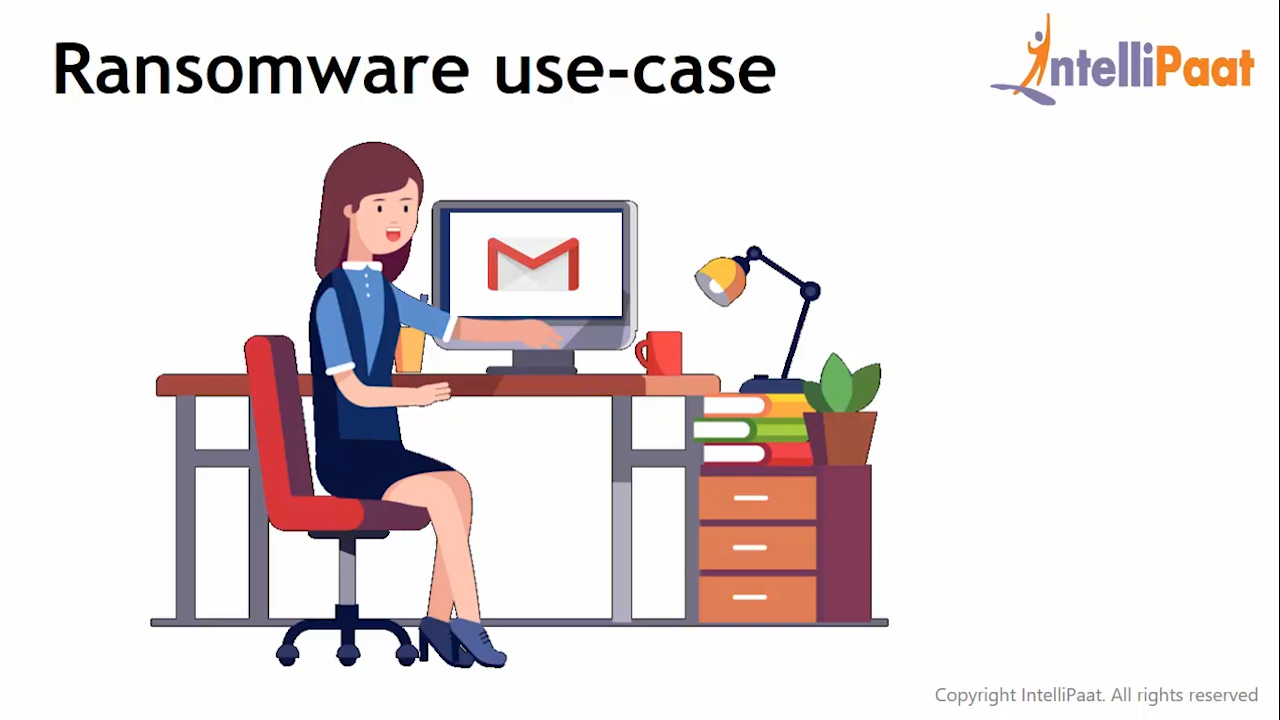 Ransomware use-case
IntelliPaat
Copyright IntelliPaat. All rights reserved